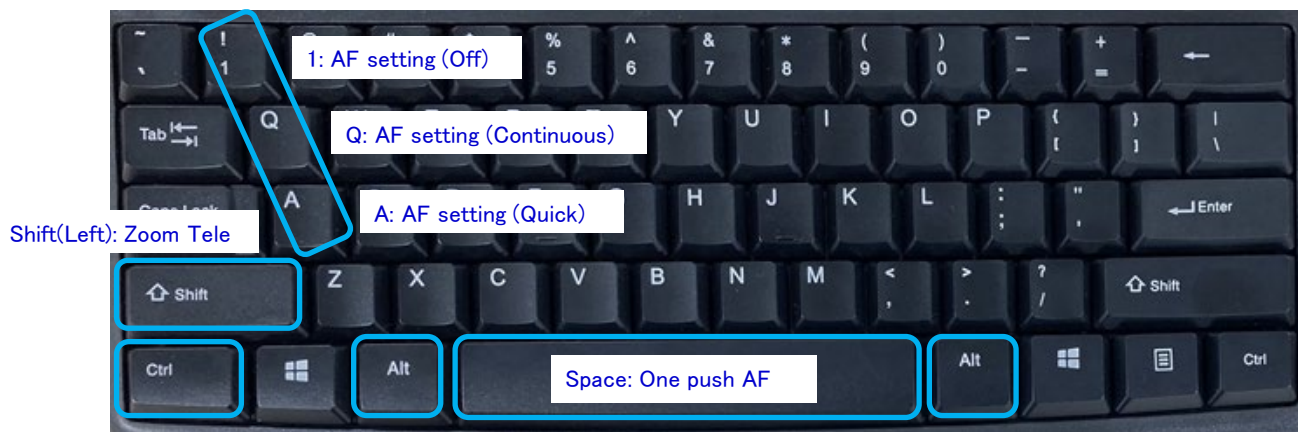 ~ ! % ^ & * ( ) — +
` 1 1: AF setting (Off) 5 6 7 8 9 0 - = ←
Tab Q Q: AF setting (Continuous) Y U I O P { } |
[ ] \
A A: AF setting (Quick) H J K L : " Enter
; '
Shift(Left): Zoom Tele
Shift Z X C V B N M < > ? Shift
, . /
Ctrl Alt Space: One push AF Alt Ctrl